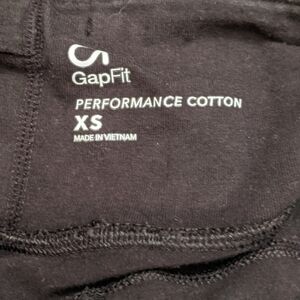 GapFit
PERFORMANCE COTTON
XS
MADE IN VIETNAM